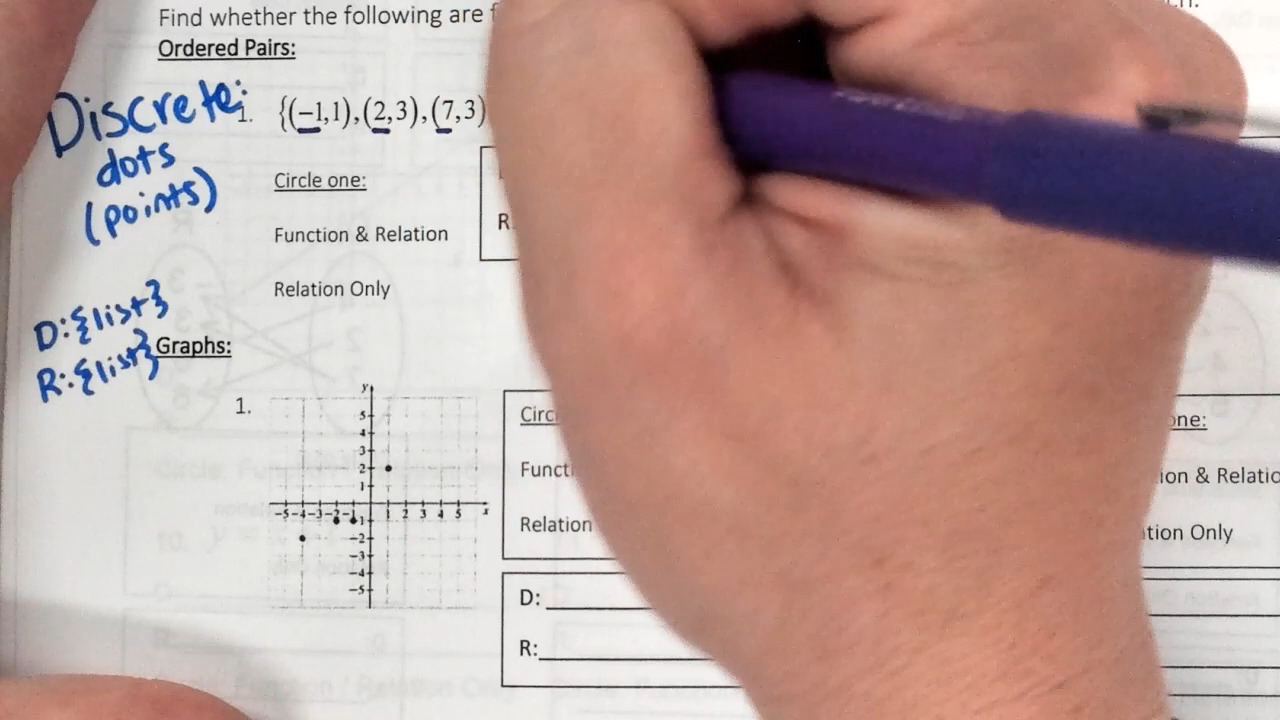 Find whether the following are
Ordered Pairs:
Discrete:
dots
(points)
1. {(−1,1),(2,3),(7,3)
Circle one:
R
Function & Relation
Relation Only
D:{list}
R:{list}
Graphs:
1.
y
5
4
3
2
1
-5 -4 -3 -2 -1 1 2 3 4 5 x
-1
-2
-3
-4
-5
Circ
Functi
Relation
D:
R:
one:
ion & Relatio
tion Only